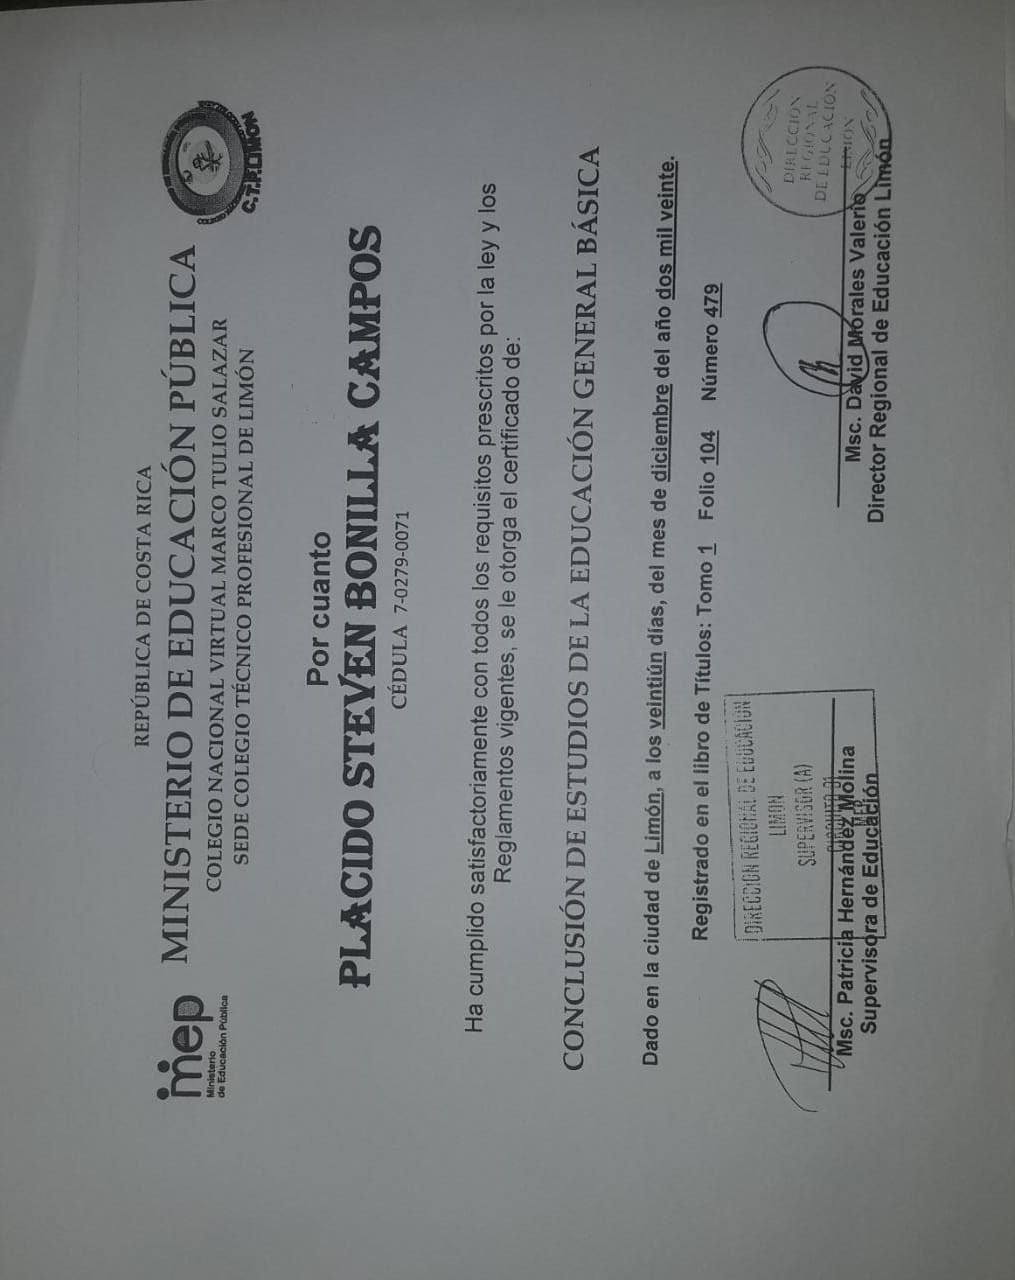 REPÚBLICA DE COSTA RICA
mep
Ministerio
de Educación Pública
MINISTERIO DE EDUCACIÓN PÚBLICA
COLEGIO NACIONAL VIRTUAL MARCO TULIO SALAZAR
SEDE COLEGIO TÉCNICO PROFESIONAL DE LIMÓN
C.T.P. LIMON
Por cuanto
PLACIDO STEVEN BONILLA CAMPOS
CÉDULA 7-0279-0071
Ha cumplido satisfactoriamente con todos los requisitos prescritos por la ley y los
Reglamentos vigentes, se le otorga el certificado de:
CONCLUSIÓN DE ESTUDIOS DE LA EDUCACIÓN GENERAL BÁSICA
Dado en la ciudad de Limón, a los veintiún días, del mes de diciembre del año dos mil veinte.
Registrado en el libro de Títulos: Tomo 1 Folio 104 Número 479
DIRECCION REGIONAL DE EDUCACION
LIMON
SUPERVISOR (A)
CIRCUITO 01
Msc. Patricia Hernández Molina
Supervisora de Educación
DIRECCIÓN
REGIONAL
DE EDUCACIÓN
LIMÓN
Msc. David Morales Valerio
Director Regional de Educación Limón